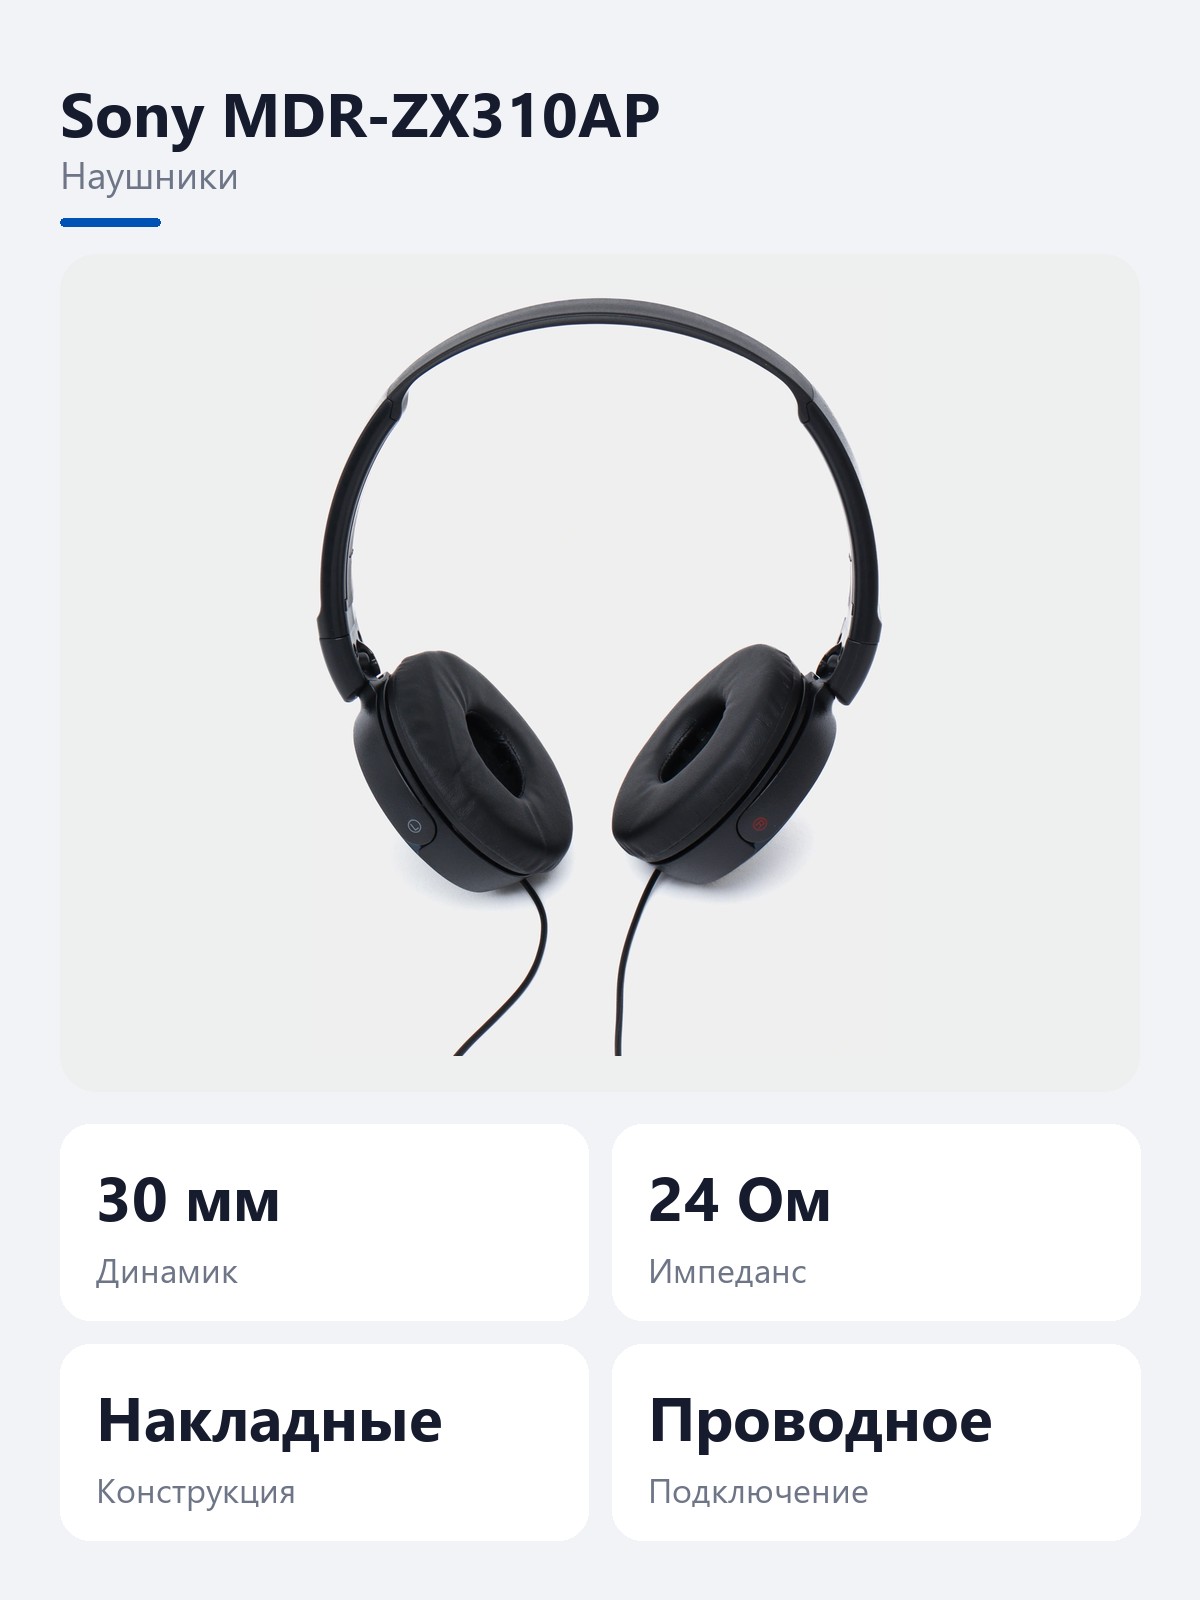 Sony MDR-ZX310AP
Наушники
L
R
30 мм
Динамик
24 Ом
Импеданс
Накладные
Конструкция
Проводное
Подключение